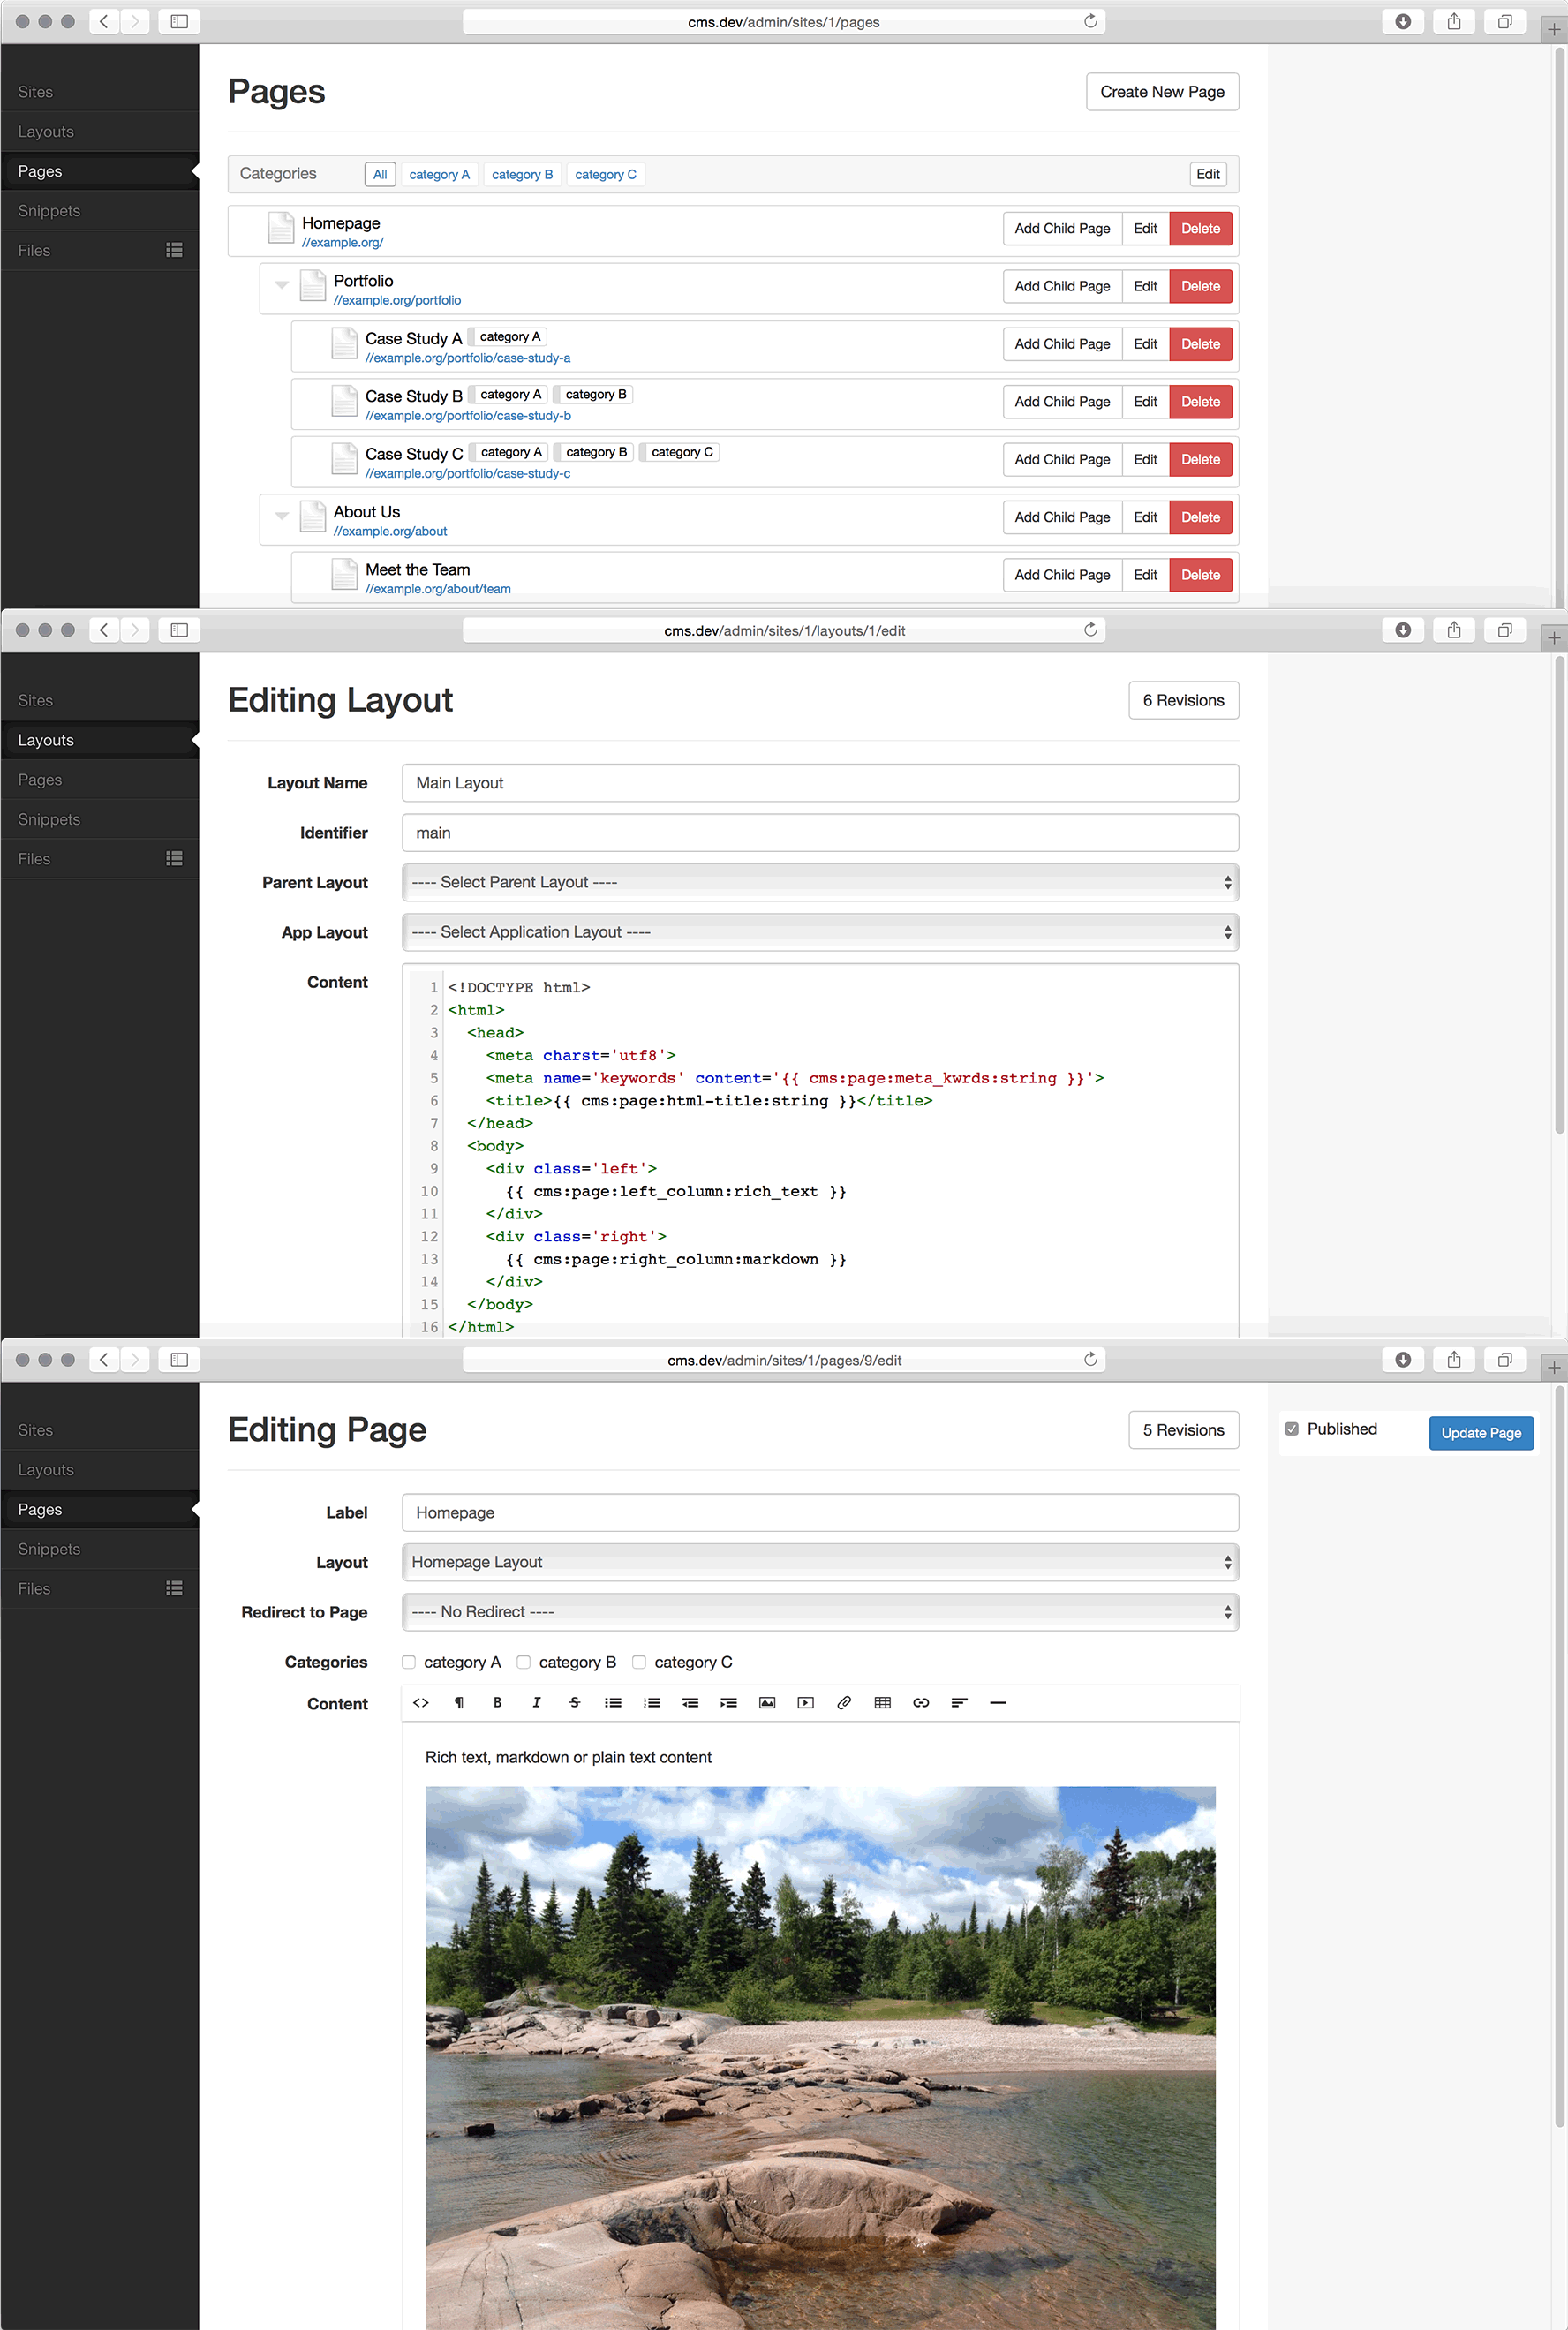 cms.dev/admin/sites/1/pages
Sites
Layouts
Pages
Snippets
Files
Pages
Create New Page
Categories All category A category B category C Edit
Homepage
//example.org/
Add Child Page Edit Delete
Portfolio
//example.org/portfolio
Add Child Page Edit Delete
Case Study A category A
//example.org/portfolio/case-study-a
Add Child Page Edit Delete
Case Study B category A category B
//example.org/portfolio/case-study-b
Add Child Page Edit Delete
Case Study C category A category B category C
//example.org/portfolio/case-study-c
Add Child Page Edit Delete
About Us
//example.org/about
Add Child Page Edit Delete
Meet the Team
//example.org/about/team
Add Child Page Edit Delete
cms.dev/admin/sites/1/layouts/1/edit
Sites
Layouts
Pages
Snippets
Files
Editing Layout
6 Revisions
Layout Name Main Layout
Identifier main
Parent Layout ---- Select Parent Layout ----
App Layout ---- Select Application Layout ----
Content
1 <!DOCTYPE html>
2 <html>
3 <head>
4 <meta charst='utf8'>
5 <meta name='keywords' content='{{ cms:page:meta_kwrds:string }}'>
6 <title>{{ cms:page:html-title:string }}</title>
7 </head>
8 <body>
9 <div class='left'>
10 {{ cms:page:left_column:rich_text }}
11 </div>
12 <div class='right'>
13 {{ cms:page:right_column:markdown }}
14 </div>
15 </body>
16 </html>
cms.dev/admin/sites/1/pages/9/edit
Sites
Layouts
Pages
Snippets
Files
Editing Page
5 Revisions
Published
Update Page
Label Homepage
Layout Homepage Layout
Redirect to Page ---- No Redirect ----
Categories category A category B category C
Content
Rich text, markdown or plain text content